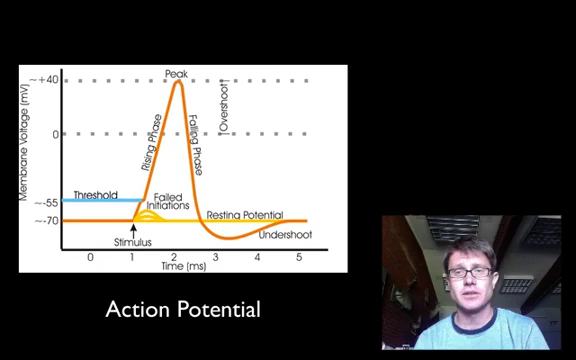 Peak
~+40
Overshoot
Rising Phase
Falling Phase
Membrane Voltage (mV)
0
Threshold
Failed
Initiations
~-55
~-70
Resting Potential
Stimulus
Undershoot
0 1 2 3 4 5
Time (ms)
Action Potential